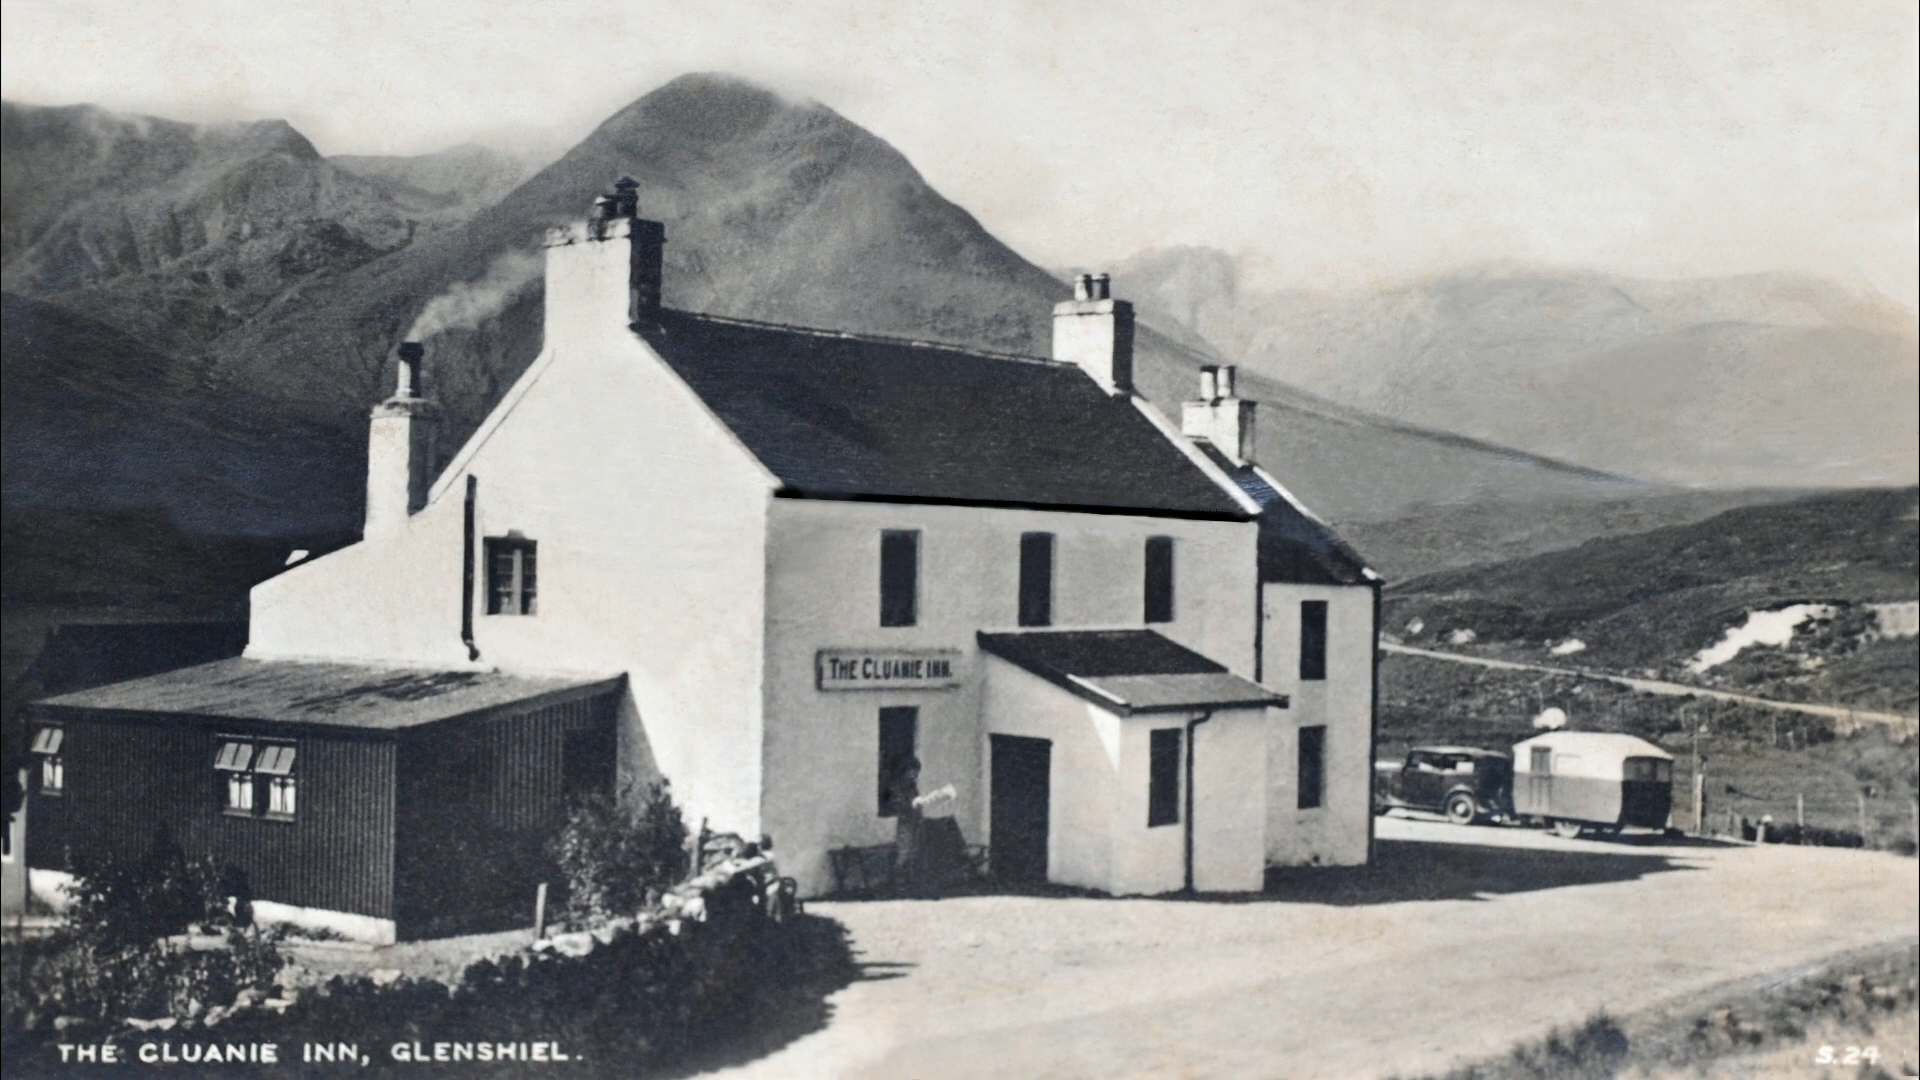 THE CLUANIE INN.
THE CLUANIE INN, GLENSHIEL.
S.24